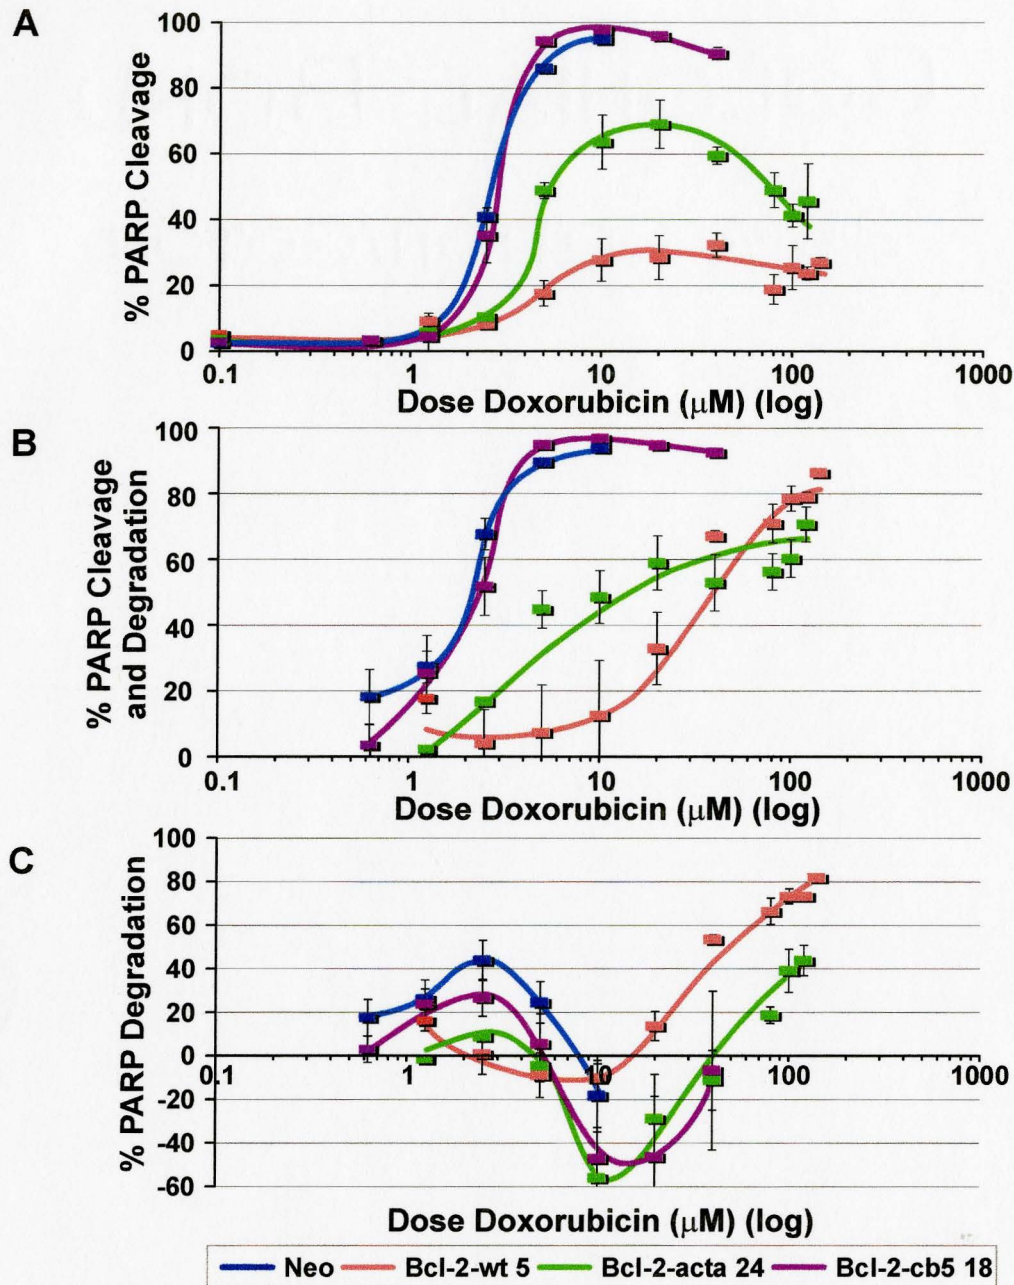 A
100
80
60
40
20
0
% PARP Cleavage
0.1 1 10 100 1000
Dose Doxorubicin (μM) (log)
B
100
80
60
40
20
0
% PARP Cleavage
and Degradation
0.1 1 10 100 1000
Dose Doxorubicin (μM) (log)
C
100
80
60
40
20
0
-20
-40
-60
% PARP Degradation
0.1 1 10 100 1000
Dose Doxorubicin (μM) (log)
Neo Bcl-2-wt 5 Bcl-2-acta 24 Bcl-2-cb5 18